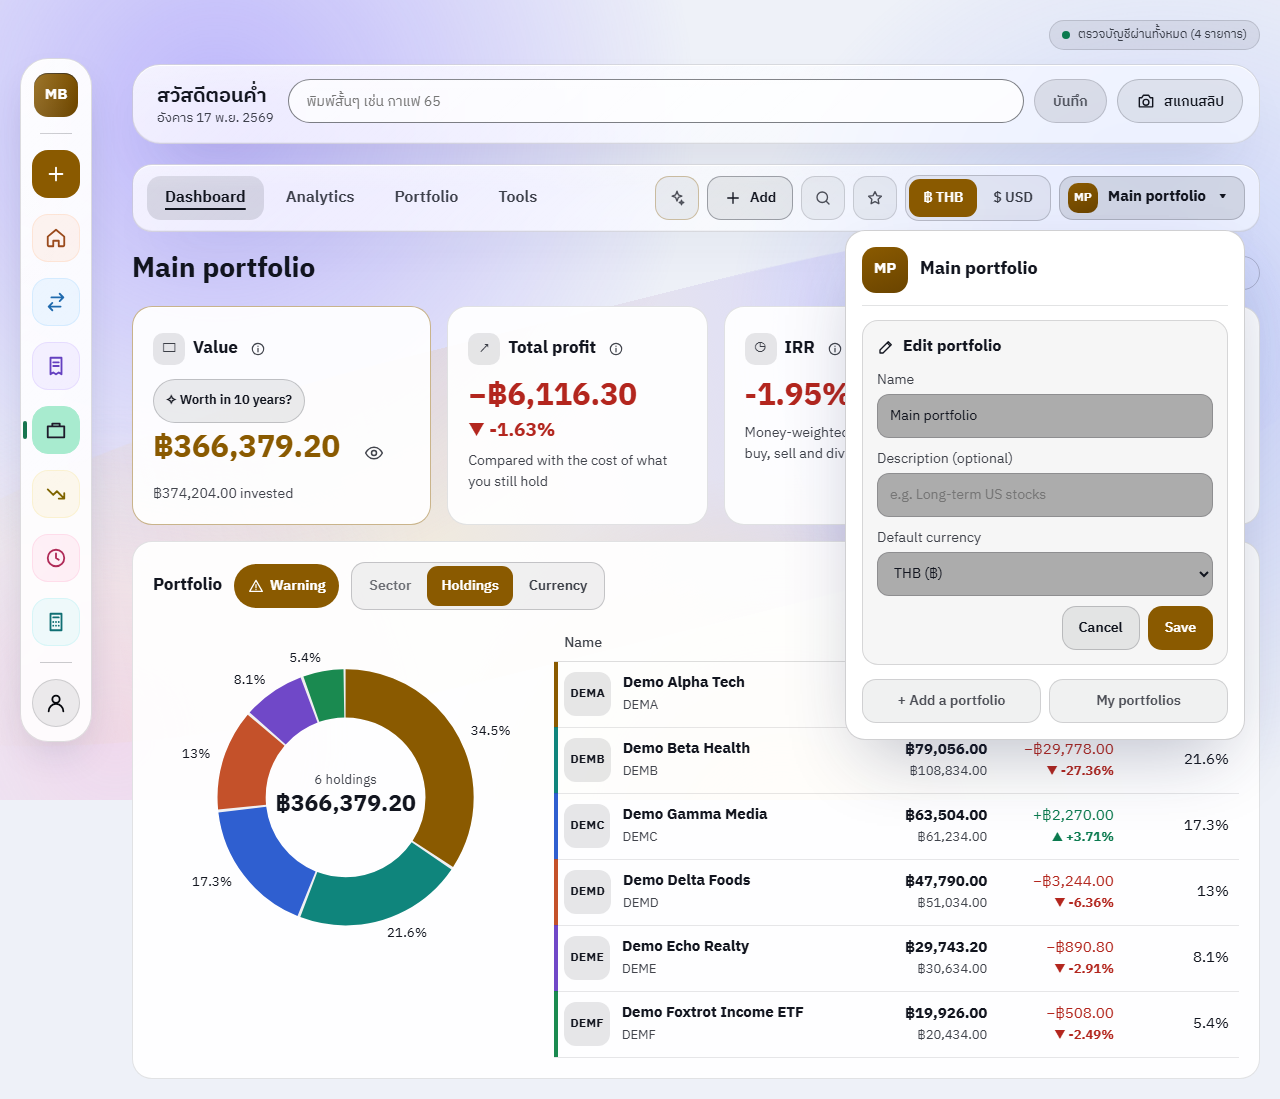 ตรวจบัญชีผ่านทั้งหมด (4 รายการ)
MB
สวัสดีตอนค่ำ
อังคาร 17 พ.ย. 2569
พิมพ์สั้นๆ เช่น กาแฟ 65
บันทึก
สแกนสลิป
Dashboard
Analytics
Portfolio
Tools
Add
฿ THB
$ USD
MP
Main portfolio
Main portfolio
MP
Main portfolio
Edit portfolio
Name
Main portfolio
Description (optional)
e.g. Long-term US stocks
Default currency
THB (฿)
Cancel
Save
+ Add a portfolio
My portfolios
Value
Worth in 10 years?
฿366,379.20
฿374,204.00 invested
Total profit
−฿6,116.30
▼ -1.63%
Compared with the cost of what
you still hold
IRR
-1.95%
Money-weighted
buy, sell and div
Portfolio
Warning
Sector
Holdings
Currency
5.4%
8.1%
13%
17.3%
21.6%
34.5%
6 holdings
฿366,379.20
Name
DEMA
Demo Alpha Tech
DEMA
DEMB
Demo Beta Health
DEMB
฿79,056.00
฿108,834.00
−฿29,778.00
▼ -27.36%
21.6%
DEMC
Demo Gamma Media
DEMC
฿63,504.00
฿61,234.00
+฿2,270.00
▲ +3.71%
17.3%
DEMD
Demo Delta Foods
DEMD
฿47,790.00
฿51,034.00
−฿3,244.00
▼ -6.36%
13%
DEME
Demo Echo Realty
DEME
฿29,743.20
฿30,634.00
−฿890.80
▼ -2.91%
8.1%
DEMF
Demo Foxtrot Income ETF
DEMF
฿19,926.00
฿20,434.00
−฿508.00
▼ -2.49%
5.4%